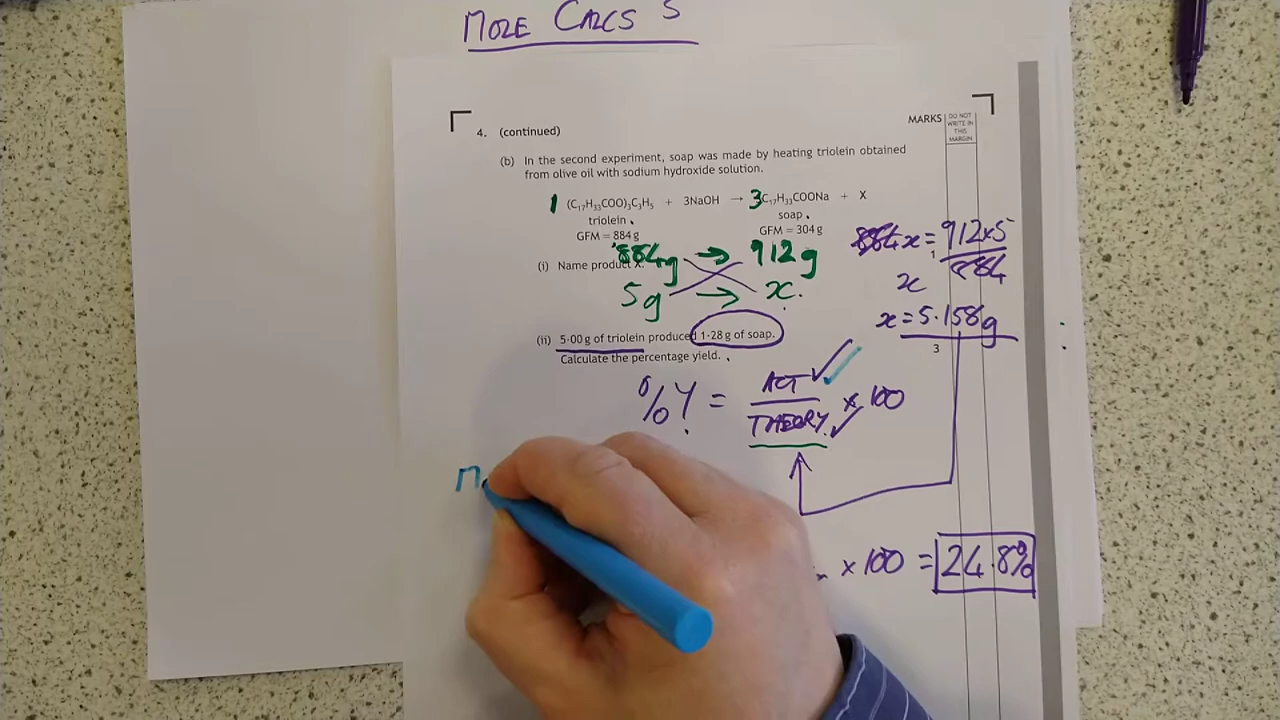 MORE CALCS 5
4. (continued)
MARKS
DO NOT WRITE IN THIS MARGIN
(b) In the second experiment, soap was made by heating triolein obtained
from olive oil with sodium hydroxide solution.
1 (C₁₇H₃₃COO)₃C₃H₅ + 3NaOH → 3C₁₇H₃₃COONa + X
triolein soap
GFM = 884 g GFM = 304 g
884g → 912g
(i) Name product X.
1
5g → x.
884x = 912x5
884
x
x = 5.158g
(ii) 5·00 g of triolein produced 1·28 g of soap.
3
Calculate the percentage yield.
%Y = ACT
THEORY × 100
x 100 = 24.8%